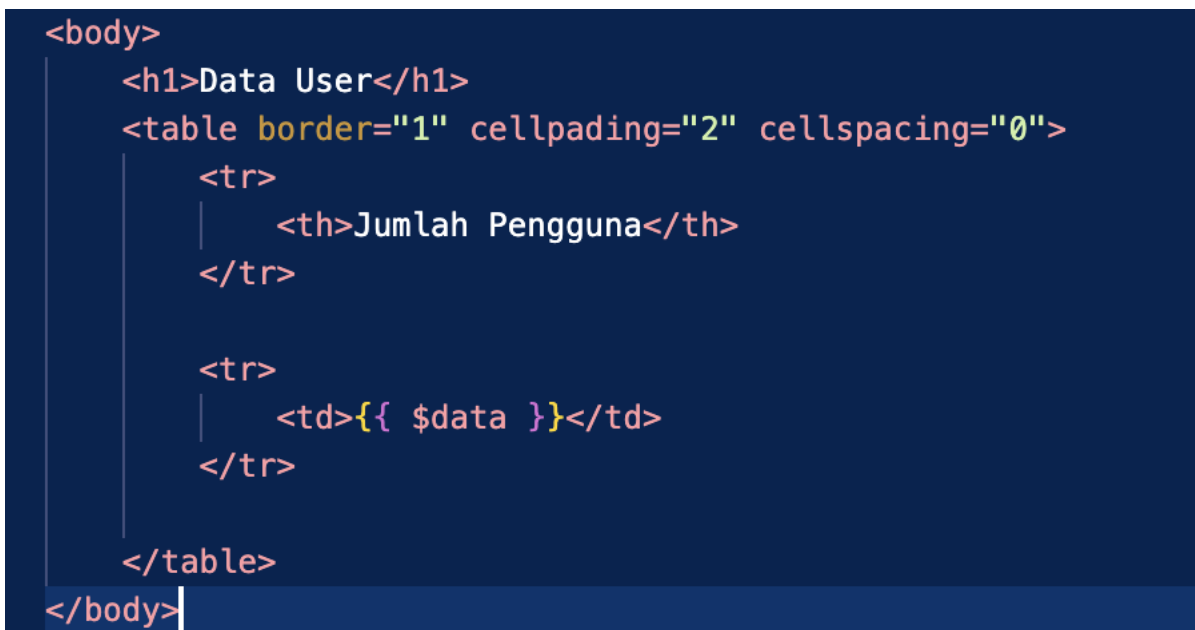 <body>
<h1>Data User</h1>
<table border="1" cellpading="2" cellspacing="0">
<tr>
<th>Jumlah Pengguna</th>
</tr>
<tr>
<td>{{ $data }}</td>
</tr>
</table>
</body>